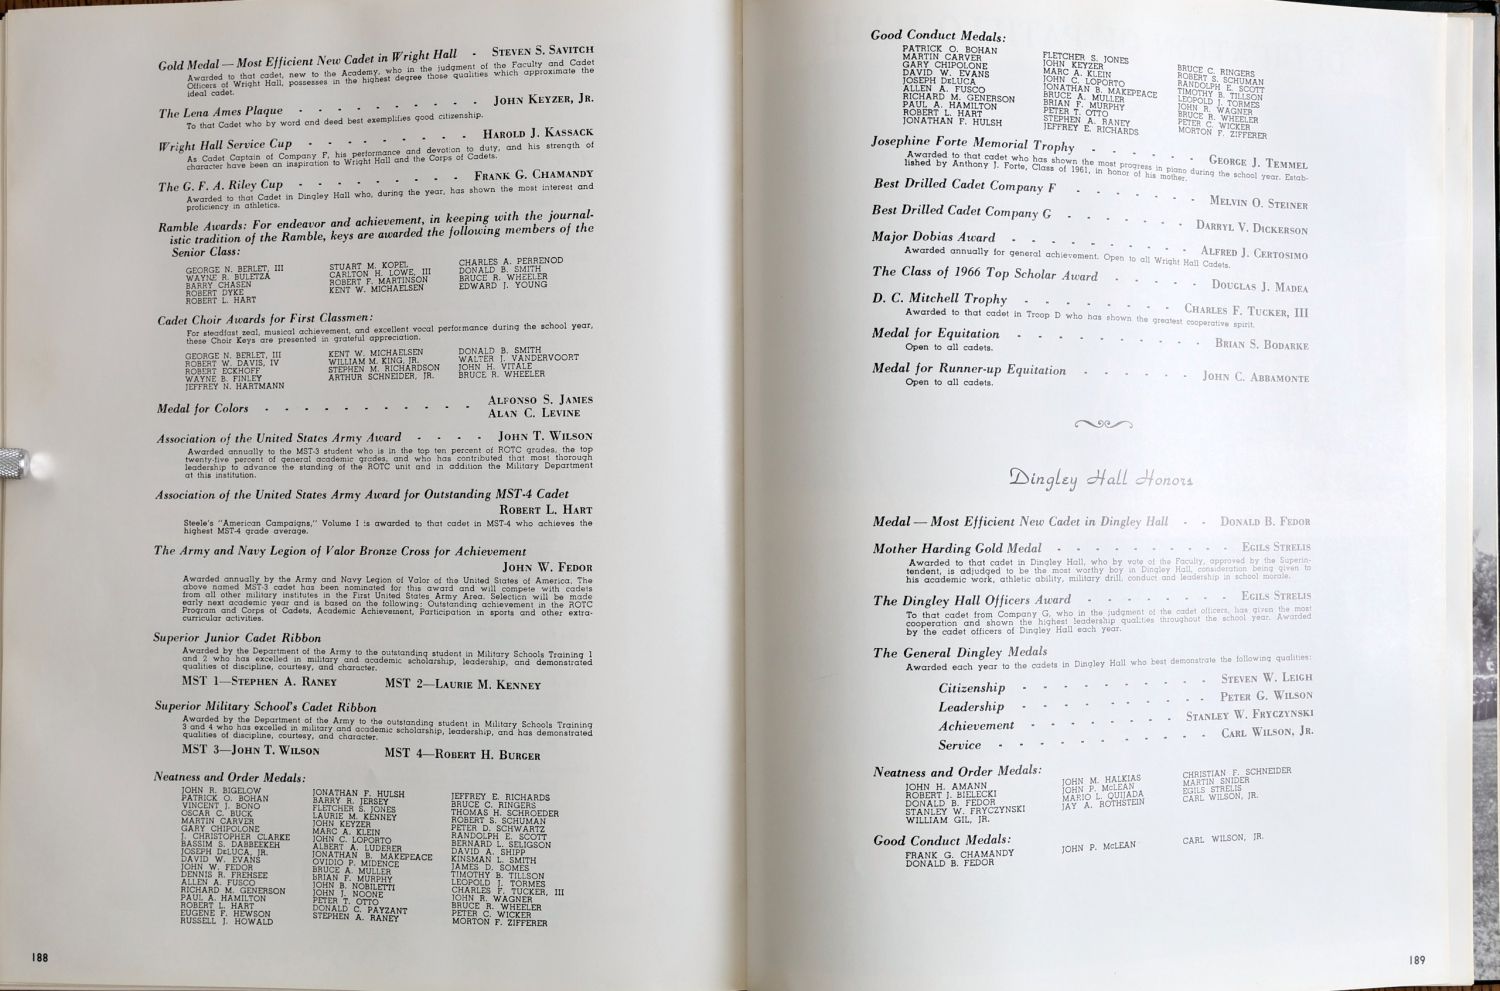 Gold Medal — Most Efficient New Cadet in Wright Hall - STEVEN S. SAVITCH
Awarded to that cadet, new to the Academy, who in the judgment of the Faculty and Cadet
Officers of Wright Hall, possesses in the highest degree those qualities which approximate the
ideal cadet.
The Lena Ames Plaque - - - - - - - - - - JOHN KEYZER, JR.
To that Cadet who by word and deed best exemplifies good citizenship.
Wright Hall Service Cup - - - - - - - HAROLD J. KASSACK
As Cadet Captain of Company F, his performance and devotion to duty, and his strength of
character have been an inspiration to Wright Hall and the Corps of Cadets.
The G. F. A. Riley Cup - - - - - - - - FRANK G. CHAMANDY
Awarded to that Cadet in Dingley Hall who, during the year, has shown the most interest and
proficiency in athletics.
Ramble Awards: For endeavor and achievement, in keeping with the journal-
istic tradition of the Ramble, keys are awarded the following members of the
Senior Class:
GEORGE N. BERLET, III
WAYNE R. BULETZA
BARRY CHASEN
ROBERT DYKE
ROBERT L. HART
STUART M. KOPEL
CARLTON H. LOWE, III
ROBERT F. MARTINSON
KENT W. MICHAELSEN
CHARLES A. PERRENOD
DONALD B. SMITH
BRUCE R. WHEELER
EDWARD J. YOUNG
Cadet Choir Awards for First Classmen:
For steadfast zeal, musical achievement, and excellent vocal performance during the school year,
these Choir Keys are presented in grateful appreciation.
GEORGE N. BERLET, III
ROBERT W. DAVIS, IV
ROBERT ECKHOFF
WAYNE B. FINLEY
JEFFREY N. HARTMANN
KENT W. MICHAELSEN
WILLIAM M. KING, JR.
STEPHEN M. RICHARDSON
ARTHUR SCHNEIDER, JR.
DONALD B. SMITH
WALTER J. VANDERVOORT
JOHN H. VITALE
BRUCE R. WHEELER
Medal for Colors - - - - - - - - - - - ALFONSO S. JAMES
ALAN C. LEVINE
Association of the United States Army Award - - - - JOHN T. WILSON
Awarded annually to the MST-3 student who is in the top ten percent of ROTC grades, the top
twenty-five percent of general academic grades, and who has contributed that most thorough
leadership to advance the standing of the ROTC unit and in addition the Military Department
at this institution.
Association of the United States Army Award for Outstanding MST-4 Cadet
ROBERT L. HART
Steele's "American Campaigns," Volume I is awarded to that cadet in MST-4 who achieves the
highest MST-4 grade average.
The Army and Navy Legion of Valor Bronze Cross for Achievement
JOHN W. FEDOR
Awarded annually by the Army and Navy Legion of Valor of the United States of America. The
above named MST-3 cadet has been nominated for this award and will compete with cadets
from all other military institutes in the First United States Army Area. Selection will be made
early next academic year and is based on the following: Outstanding achievement in the ROTC
Program and Corps of Cadets, Academic Achievement, Participation in sports and other extra-
curricular activities.
Superior Junior Cadet Ribbon
Awarded by the Department of the Army to the outstanding student in Military Schools Training 1
and 2 who has excelled in military and academic scholarship, leadership, and demonstrated
qualities of discipline, courtesy, and character.
MST 1—STEPHEN A. RANEY MST 2—LAURIE M. KENNEY
Superior Military School's Cadet Ribbon
Awarded by the Department of the Army to the outstanding student in Military Schools Training
3 and 4 who has excelled in military and academic scholarship, leadership, and has demonstrated
qualities of discipline, courtesy, and character.
MST 3—JOHN T. WILSON MST 4—ROBERT H. BURGER
Neatness and Order Medals:
JOHN R. BIGELOW
PATRICK O. BOHAN
VINCENT J. BONO
OSCAR C. BUCK
MARTIN CARVER
GARY CHIPOLONE
J. CHRISTOPHER CLARKE
BASSIM S. DABBEEKEH
JOSEPH DELUCA, JR.
DAVID W. EVANS
JOHN W. FEDOR
DENNIS R. FREHSEE
ALLEN A. FUSCO
RICHARD M. GENERSON
PAUL A. HAMILTON
ROBERT L. HART
EUGENE F. HEWSON
RUSSELL J. HOWALD
JONATHAN F. HULSH
BARRY R. JERSEY
FLETCHER S. JONES
LAURIE M. KENNEY
JOHN KEYZER
MARC A. KLEIN
JOHN C. LOPORTO
ALBERT A. LUDERER
JONATHAN B. MAKEPEACE
OVIDIO P. MIDENCE
BRUCE A. MULLER
BRIAN F. MURPHY
JOHN B. NOBILETTI
JOHN J. NOONE
PETER T. OTTO
DONALD C. PAYZANT
STEPHEN A. RANEY
JEFFREY E. RICHARDS
BRUCE C. RINGERS
THOMAS H. SCHROEDER
ROBERT S. SCHUMAN
PETER D. SCHWARTZ
RANDOLPH E. SCOTT
BERNARD L. SELIGSON
DAVID A. SHIPP
KINSMAN L. SMITH
JAMES D. SOMES
TIMOTHY B. TILLSON
LEOPOLD J. TORMES
CHARLES F. TUCKER, III
JOHN R. WAGNER
BRUCE R. WHEELER
PETER C. WICKER
MORTON F. ZIFFERER
188
Good Conduct Medals:
PATRICK O. BOHAN
MARTIN CARVER
GARY CHIPOLONE
DAVID W. EVANS
JOSEPH DELUCA
ALLEN A. FUSCO
RICHARD M. GENERSON
PAUL A. HAMILTON
ROBERT L. HART
JONATHAN F. HULSH
FLETCHER S. JONES
JOHN KEYZER
MARC A. KLEIN
JOHN C. LOPORTO
JONATHAN B. MAKEPEACE
BRUCE A. MULLER
BRIAN F. MURPHY
PETER T. OTTO
STEPHEN A. RANEY
JEFFREY E. RICHARDS
BRUCE C. RINGERS
ROBERT S. SCHUMAN
RANDOLPH E. SCOTT
TIMOTHY B. TILLSON
LEOPOLD J. TORMES
JOHN R. WAGNER
BRUCE R. WHEELER
PETER C. WICKER
MORTON F. ZIFFERER
Josephine Forte Memorial Trophy - - - - - - GEORGE J. TEMMEL
Awarded to that cadet who has shown the most progress in piano during the school year. Estab-
lished by Anthony J. Forte, Class of 1961, in honor of his mother.
Best Drilled Cadet Company F - - - - - - - MELVIN O. STEINER
Best Drilled Cadet Company G - - - - - - - DARRYL V. DICKERSON
Major Dobias Award - - - - - - - - - ALFRED J. CERTOSIMO
Awarded annually for general achievement. Open to all Wright Hall Cadets.
The Class of 1966 Top Scholar Award - - - - - DOUGLAS J. MADEA
D. C. Mitchell Trophy - - - - - - - - CHARLES F. TUCKER, III
Awarded to that cadet in Troop D who has shown the greatest cooperative spirit.
Medal for Equitation - - - - - - - - - BRIAN S. BODARKE
Open to all cadets.
Medal for Runner-up Equitation - - - - - - JOHN C. ABBAMONTE
Open to all cadets.
Dingley Hall Honors
Medal — Most Efficient New Cadet in Dingley Hall - - DONALD B. FEDOR
Mother Harding Gold Medal - - - - - - - - - EGILS STRELIS
Awarded to that cadet in Dingley Hall, who by vote of the Faculty, approved by the Superin-
tendent, is adjudged to be the most worthy boy in Dingley Hall, consideration being given to
his academic work, athletic ability, military drill, conduct and leadership in school morale.
The Dingley Hall Officers Award - - - - - - - EGILS STRELIS
To that cadet from Company G, who in the judgment of the cadet officers, has given the most
cooperation and shown the highest leadership qualities throughout the school year. Awarded
by the cadet officers of Dingley Hall each year.
The General Dingley Medals
Awarded each year to the cadets in Dingley Hall who best demonstrate the following qualities:
Citizenship - - - - - - - - - - STEVEN W. LEIGH
Leadership - - - - - - - - - - PETER G. WILSON
Achievement - - - - - - - - STANLEY W. FRYCZYNSKI
Service - - - - - - - - - - - CARL WILSON, JR.
Neatness and Order Medals:
JOHN H. AMANN
ROBERT J. BIELECKI
DONALD B. FEDOR
STANLEY W. FRYCZYNSKI
WILLIAM GIL, JR.
JOHN M. HALKIAS
JOHN P. McLEAN
MARIO L. QUIJADA
JAY A. ROTHSTEIN
CHRISTIAN F. SCHNEIDER
MARTIN SNIDER
EGILS STRELIS
CARL WILSON, JR.
Good Conduct Medals:
FRANK G. CHAMANDY
DONALD B. FEDOR
JOHN P. McLEAN
CARL WILSON, JR.
189